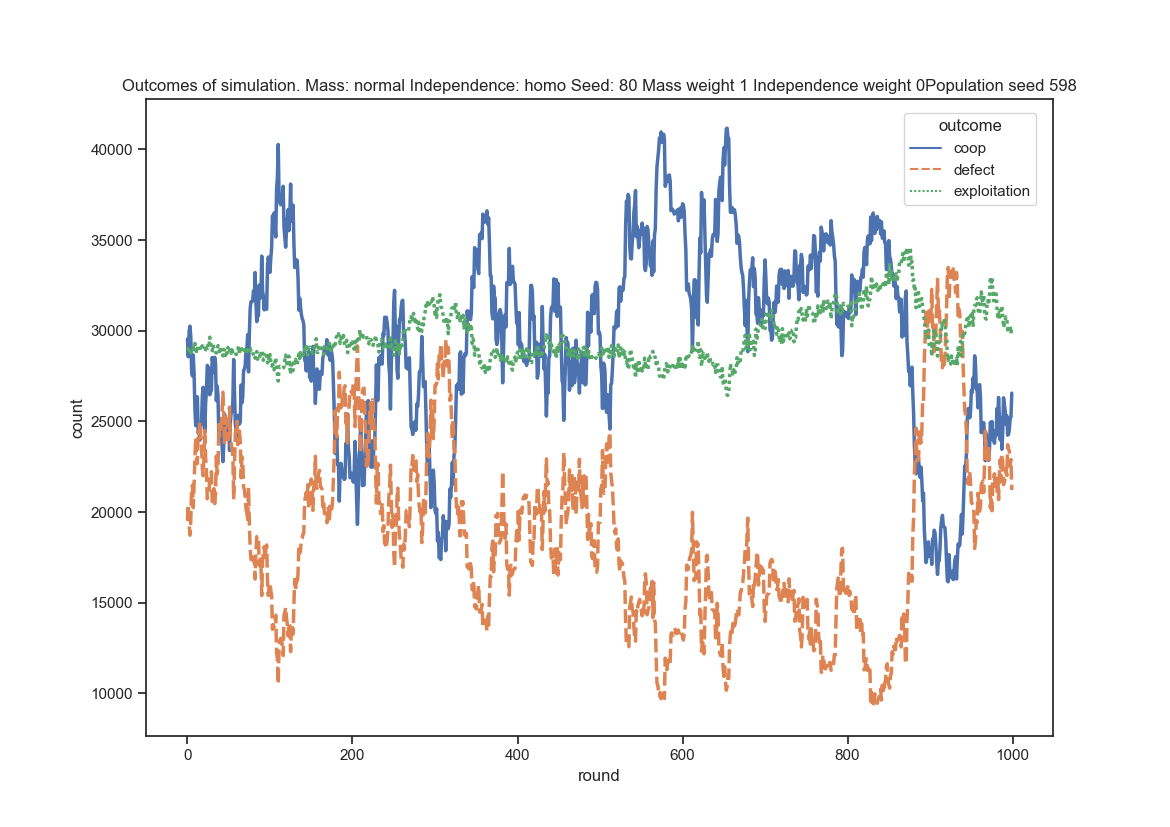 Outcomes of simulation. Mass: normal Independence: homo Seed: 80 Mass weight 1 Independence weight 0Population seed 598
outcome
coop
defect
exploitation
40000
35000
30000
25000
20000
15000
10000
count
0 200 400 600 800 1000
round